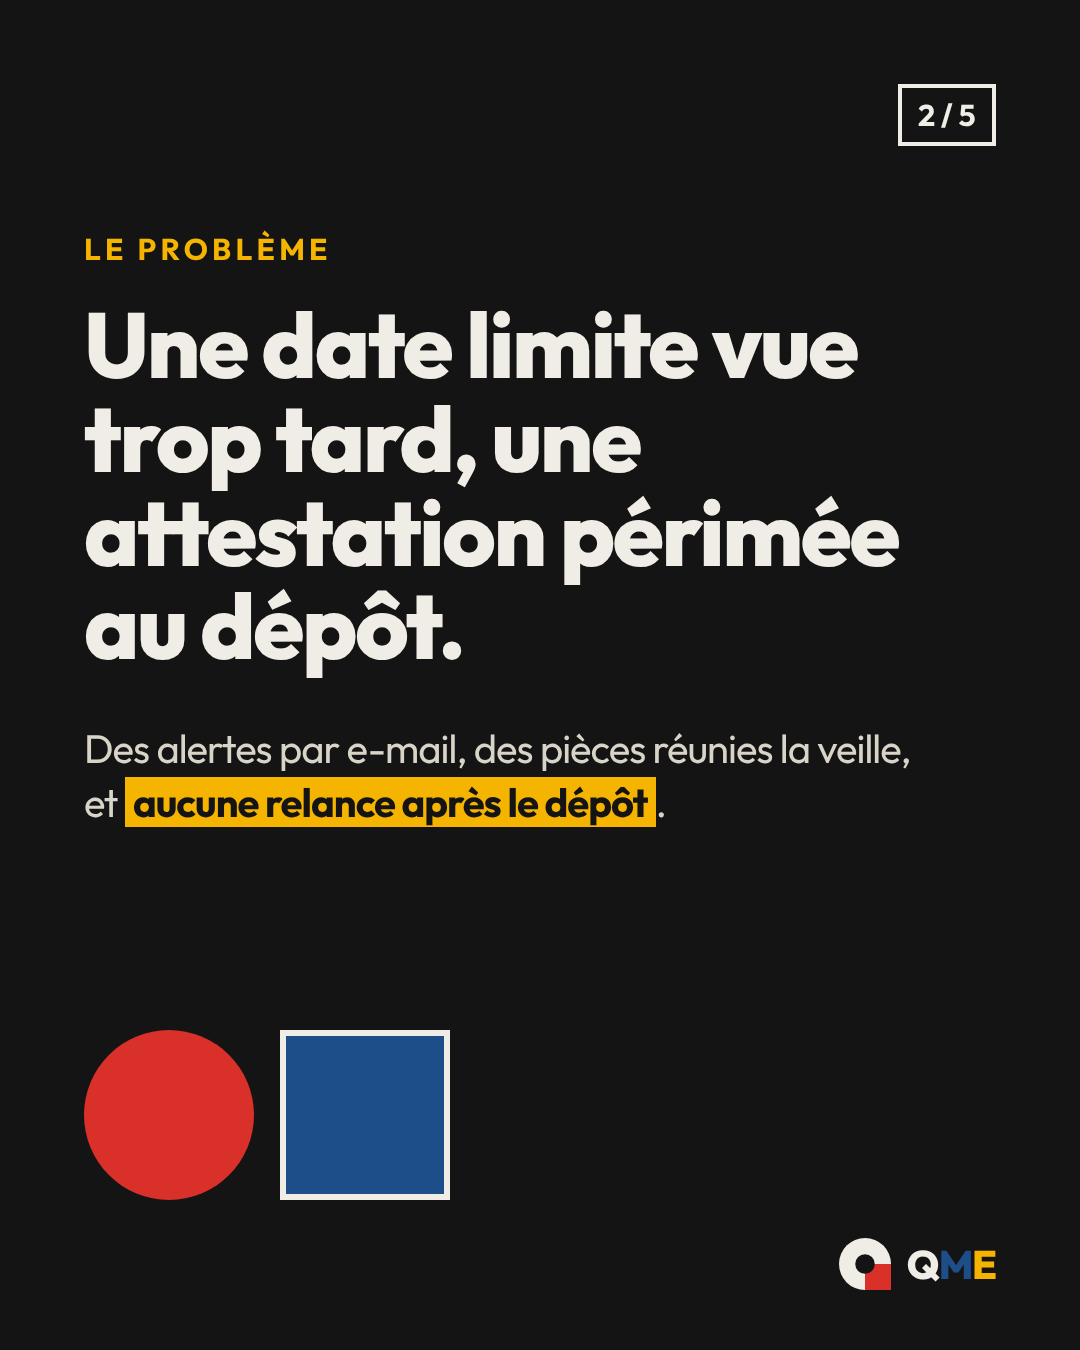 2 / 5
LE PROBLÈME
Une date limite vue
trop tard, une
attestation périmée
au dépôt.
Des alertes par e-mail, des pièces réunies la veille,
et aucune relance après le dépôt.
QME